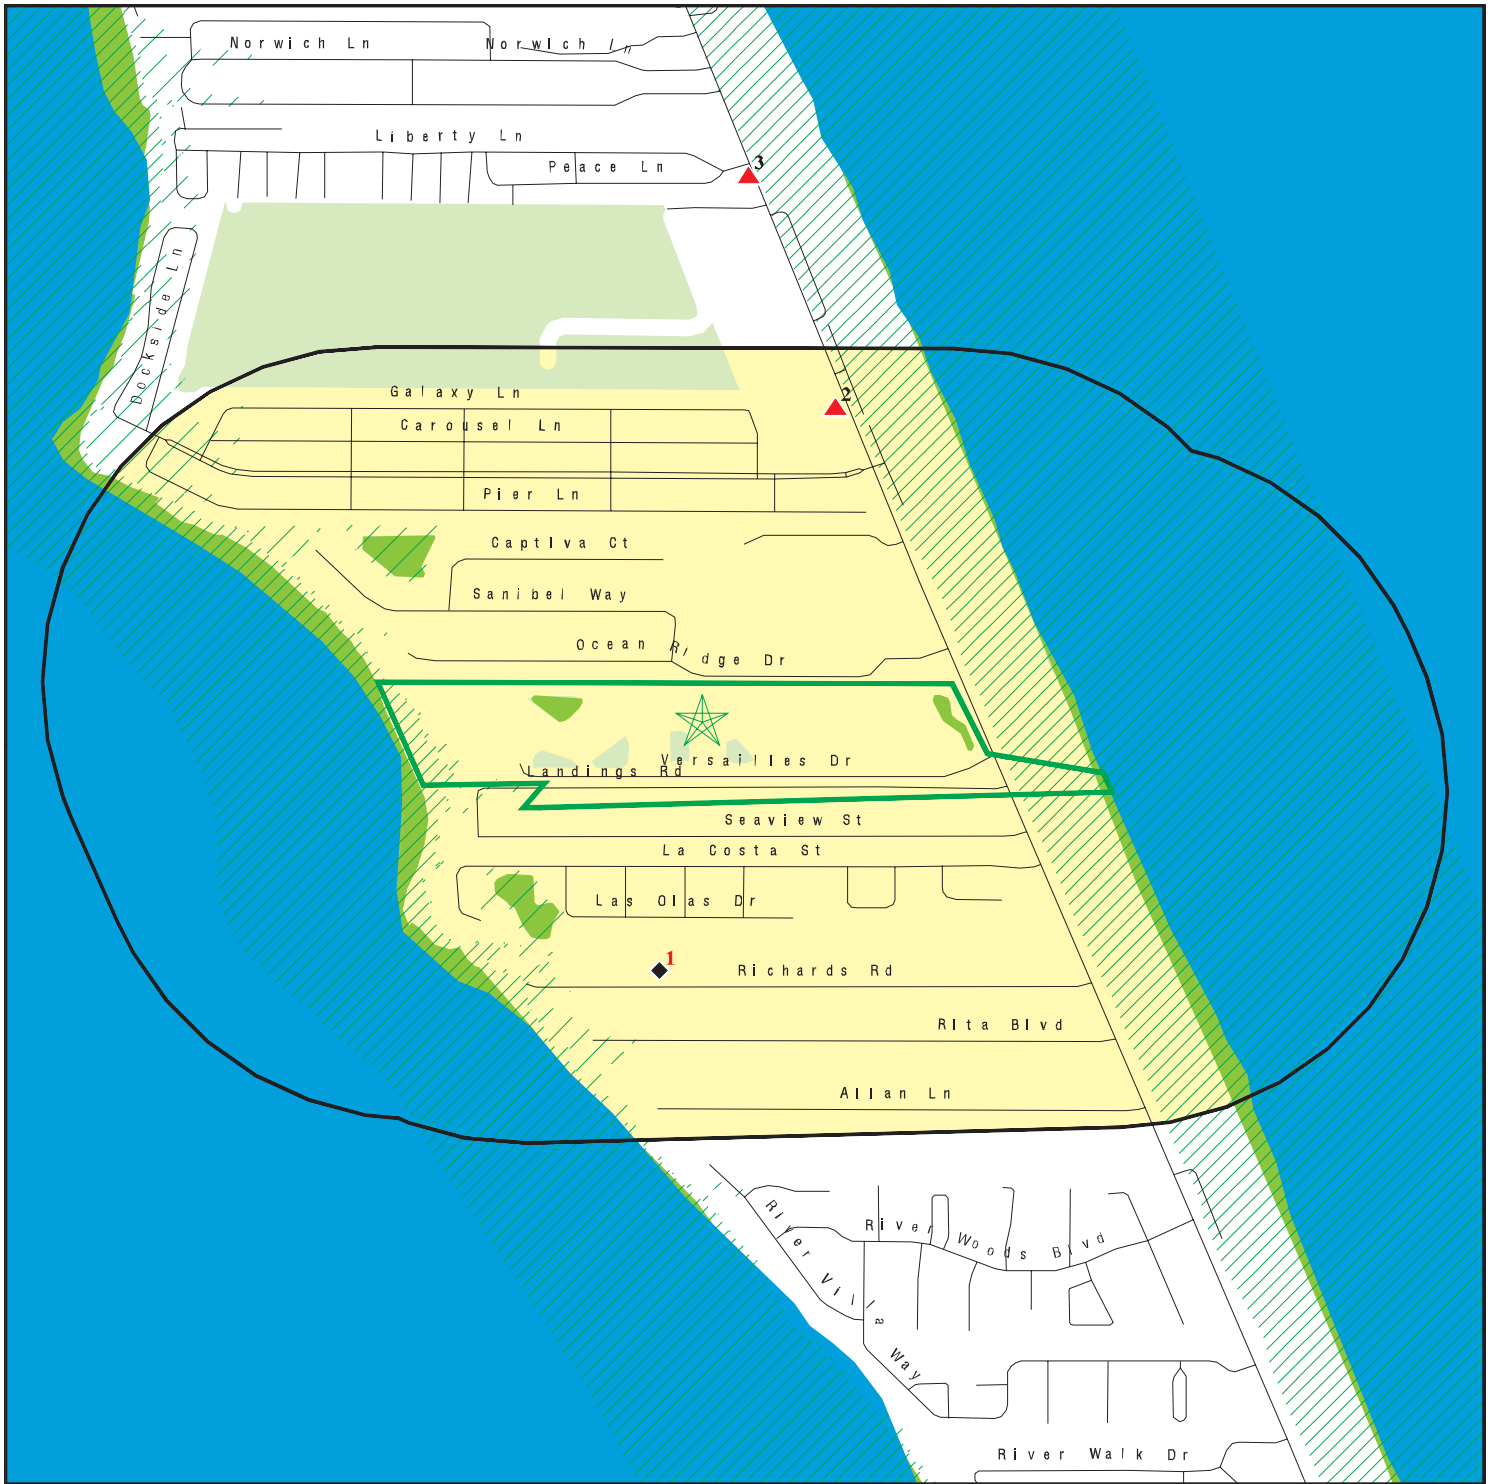 Norwich Ln
Norwich ln
Liberty Ln
Peace Ln
3
Dockside Ln
Galaxy Ln
2
Carousel Ln
Pier Ln
Captiva Ct
Sanibel Way
Ocean Ridge Dr
Versailles Dr
Landings Rd
Seaview St
La Costa St
Las Olas Dr
1
Richards Rd
Rita Blvd
Allan Ln
River Villa Way
River Woods Blvd
River Walk Dr